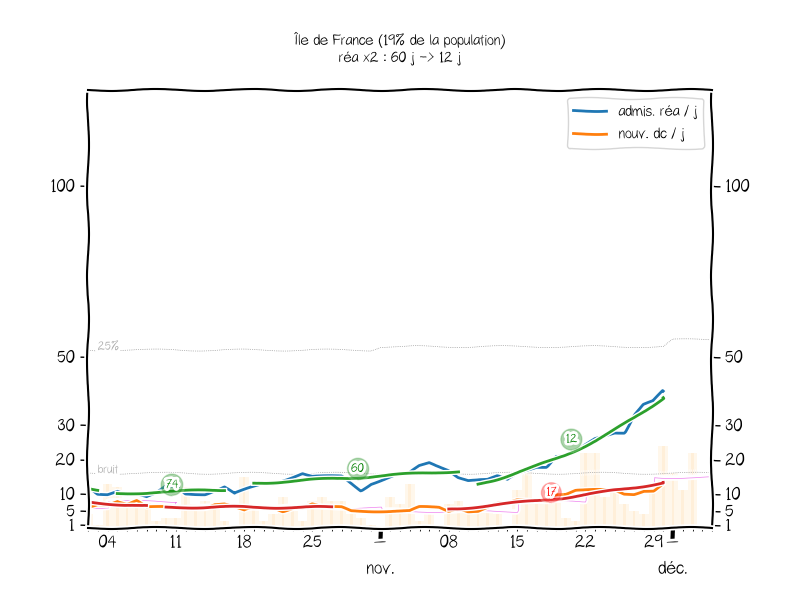 Île de France (19% de la population)
réa x2 : 60 j -> 12 j
admis. réa / j
nouv. dc / j
100
100
25%
50
50
30
30
12
20
20
bruit
60
74
17
10
10
5
5
1
1
04 11 18 25 08 15 22 29
nov. déc.